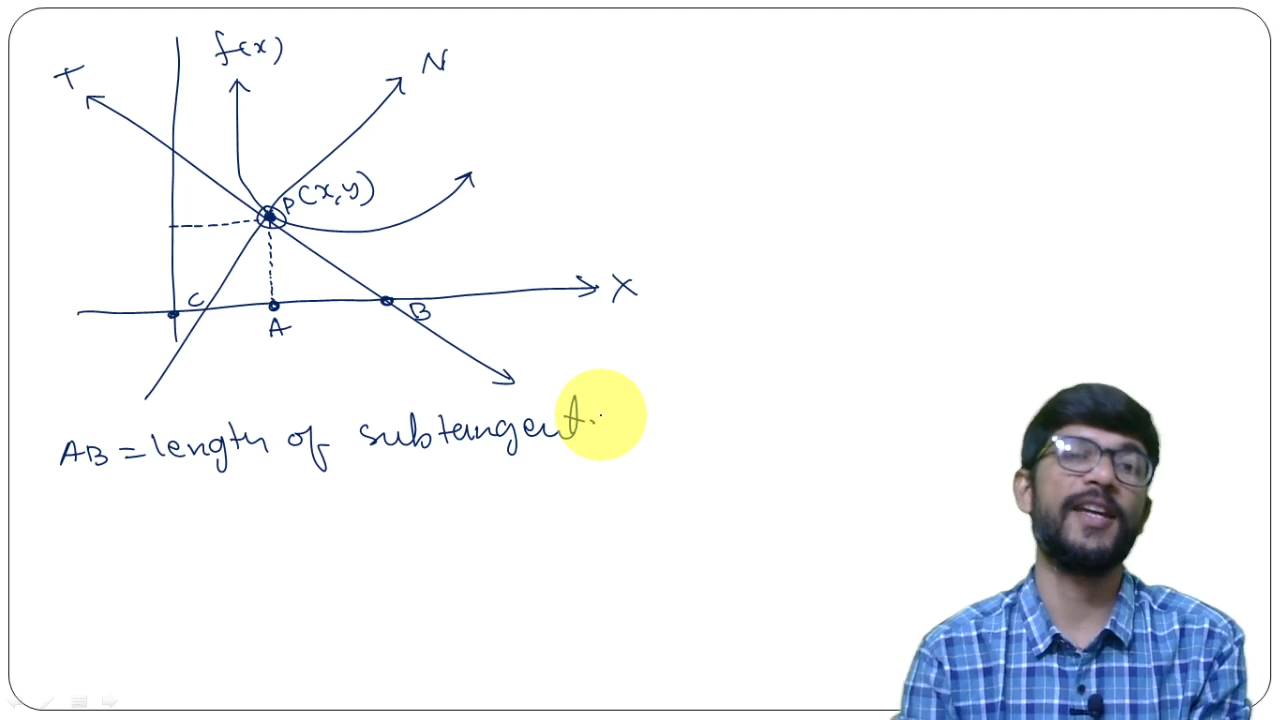 f(x)
T
N
P(x,y)
X
C
A
B
AB = length of subtangent.